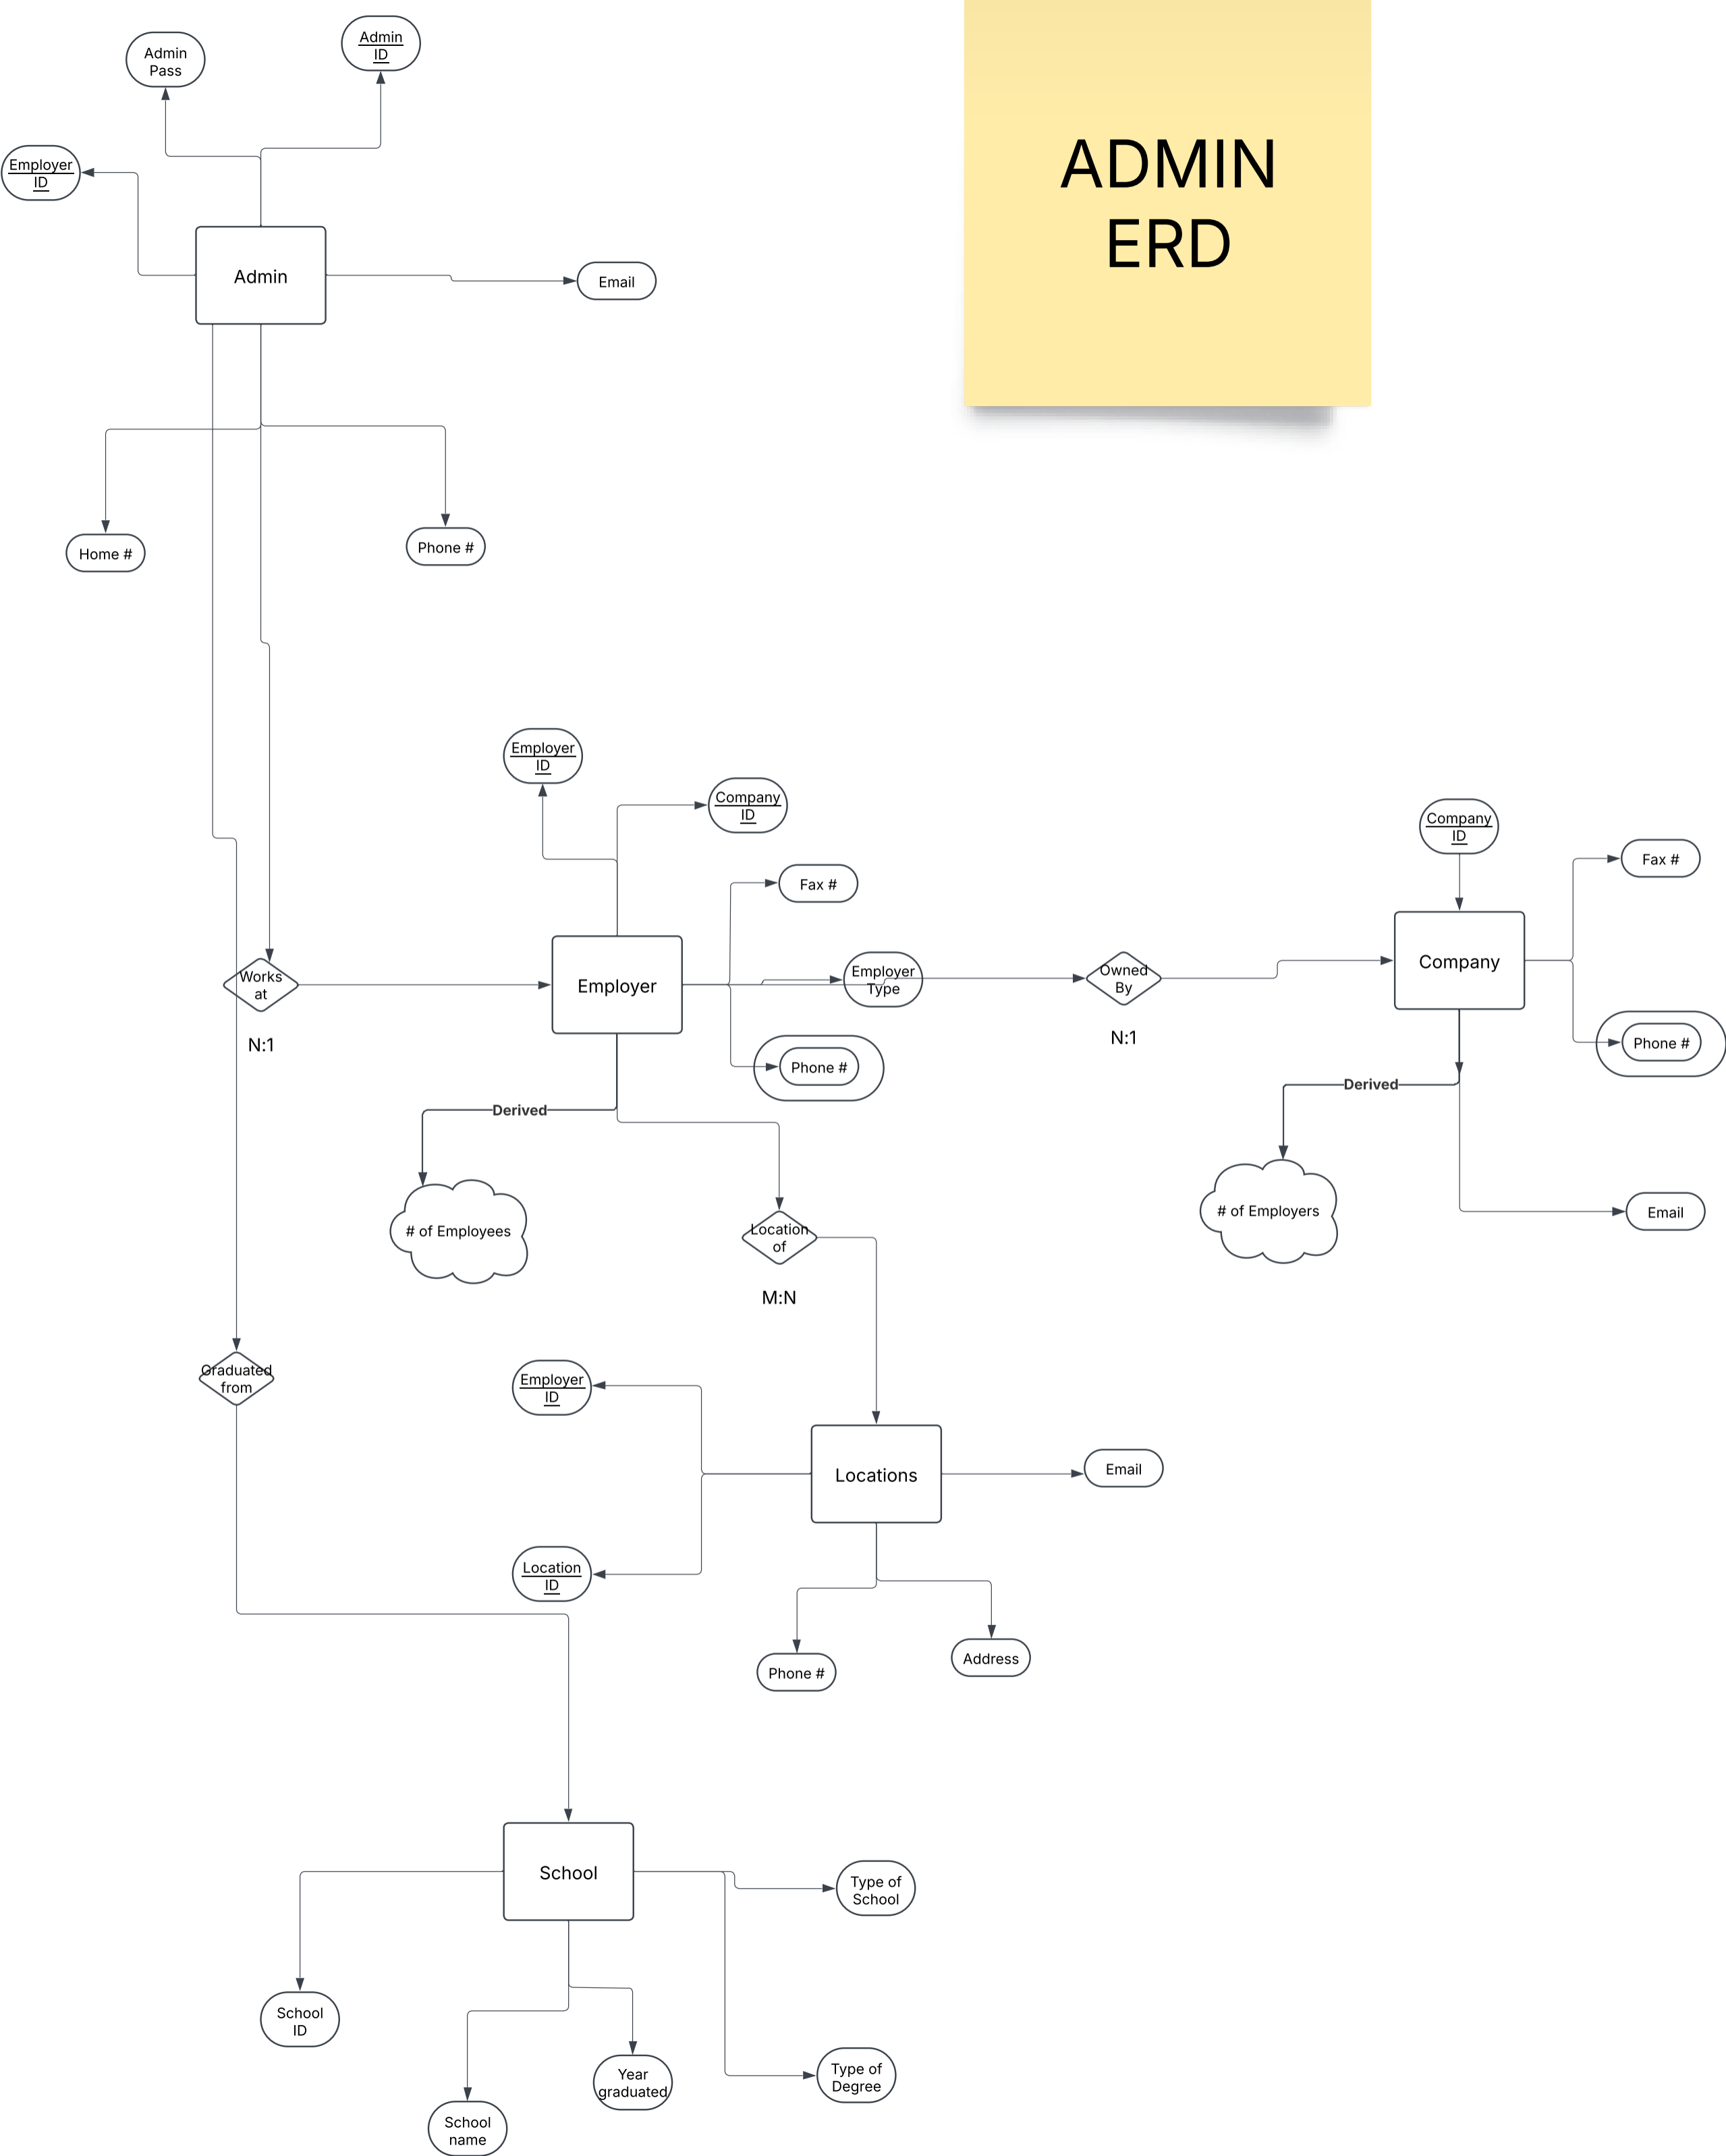 Admin
Pass
Admin
ID
ADMIN
ERD
Employer
ID
Admin
Email
Home #
Phone #
Employer
ID
Company
ID
Company
ID
Fax #
Fax #
Works
at
Employer
Employer
Type
Owned
By
Company
N:1
N:1
Phone #
Phone #
Derived
Derived
# of Employees
# of Employers
Email
Location
of
M:N
Graduated
from
Employer
ID
Locations
Email
Location
ID
Phone #
Address
School
Type of
School
School
ID
Year
graduated
Type of
Degree
School
name